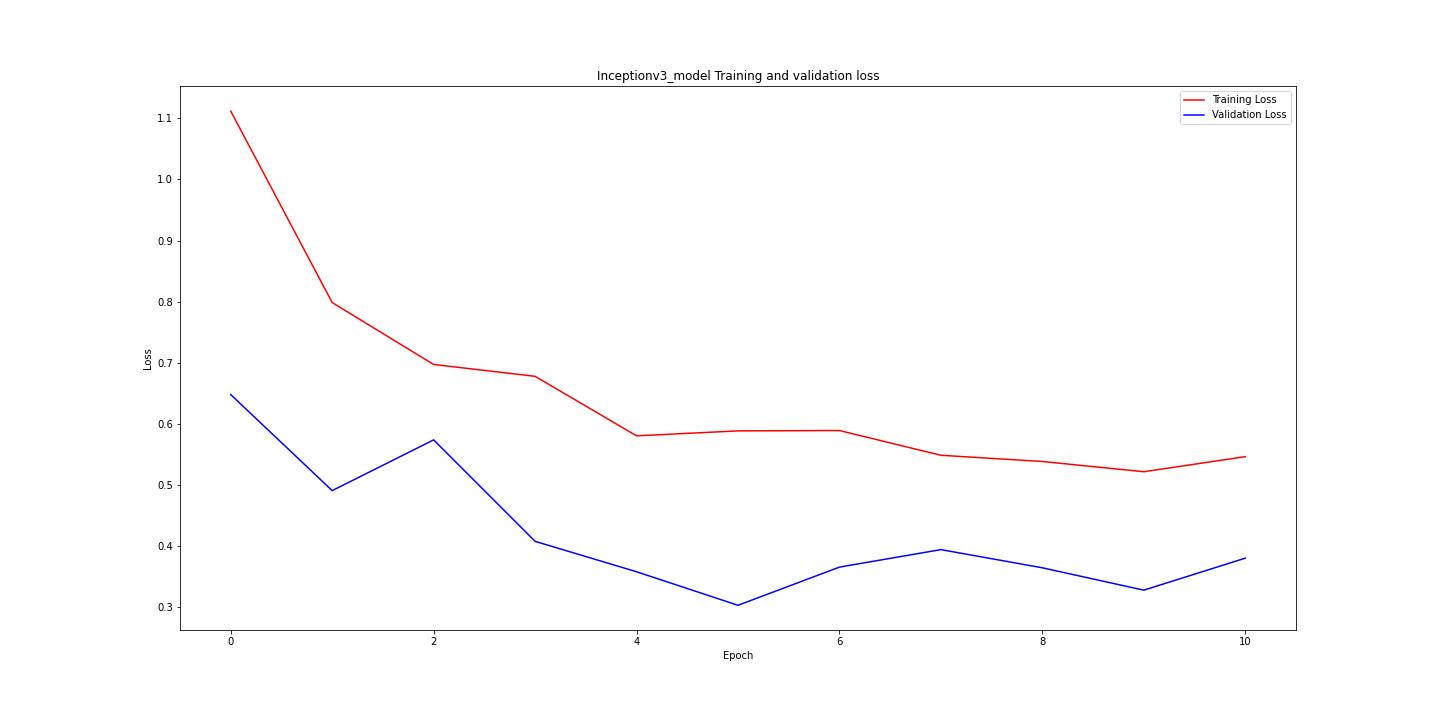 Inceptionv3_model Training and validation loss
Training Loss
Validation Loss
1.1
1.0
0.9
0.8
0.7
0.6
0.5
0.4
0.3
Loss
0 2 4 6 8 10
Epoch